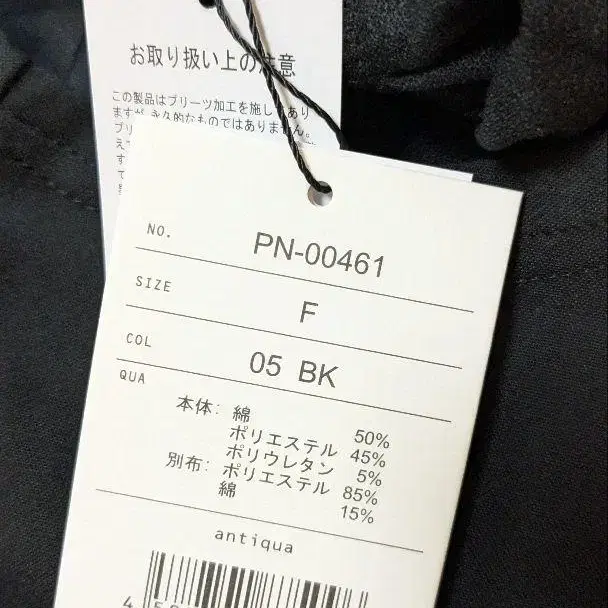 お取り扱い上の注意
この製品はプリーツ加工を施してあり
ますが,永久的なものではありません。
NO.
PN-00461
SIZE
F
COL
05 BK
QUA
本体: 綿 50%
ポリエステル 45%
ポリウレタン 5%
別布: ポリエステル 85%
綿 15%
antiqua